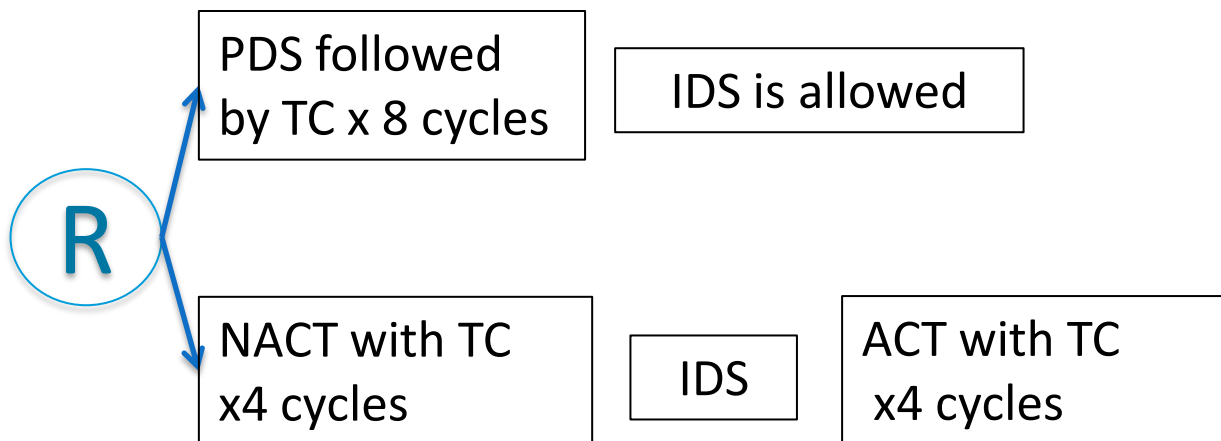 PDS followed
by TC x 8 cycles
IDS is allowed
R
NACT with TC
x4 cycles
IDS
ACT with TC
x4 cycles